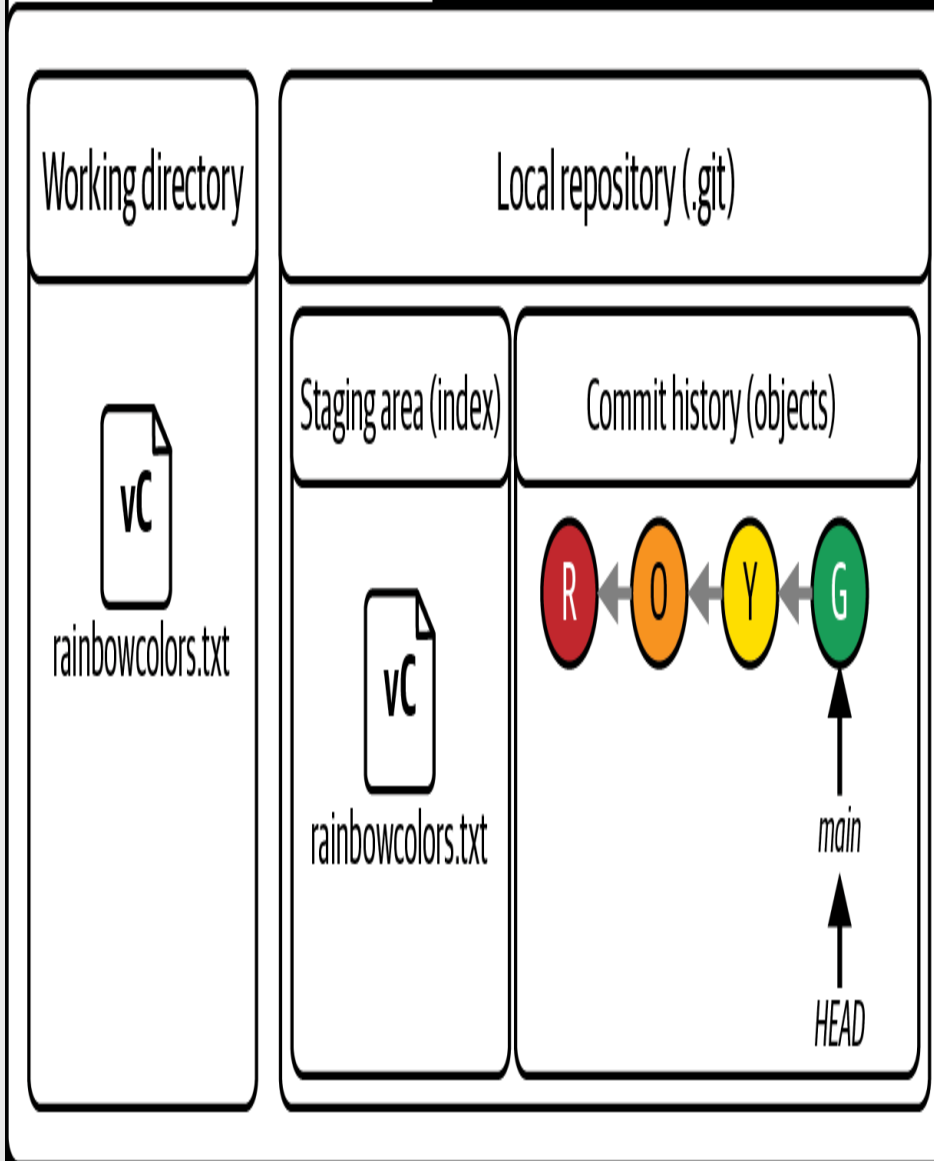 Working directory
Local repository (.git)
Staging area (index)
Commit history (objects)
vC
rainbowcolors.txt
vC
rainbowcolors.txt
R
O
Y
G
main
HEAD